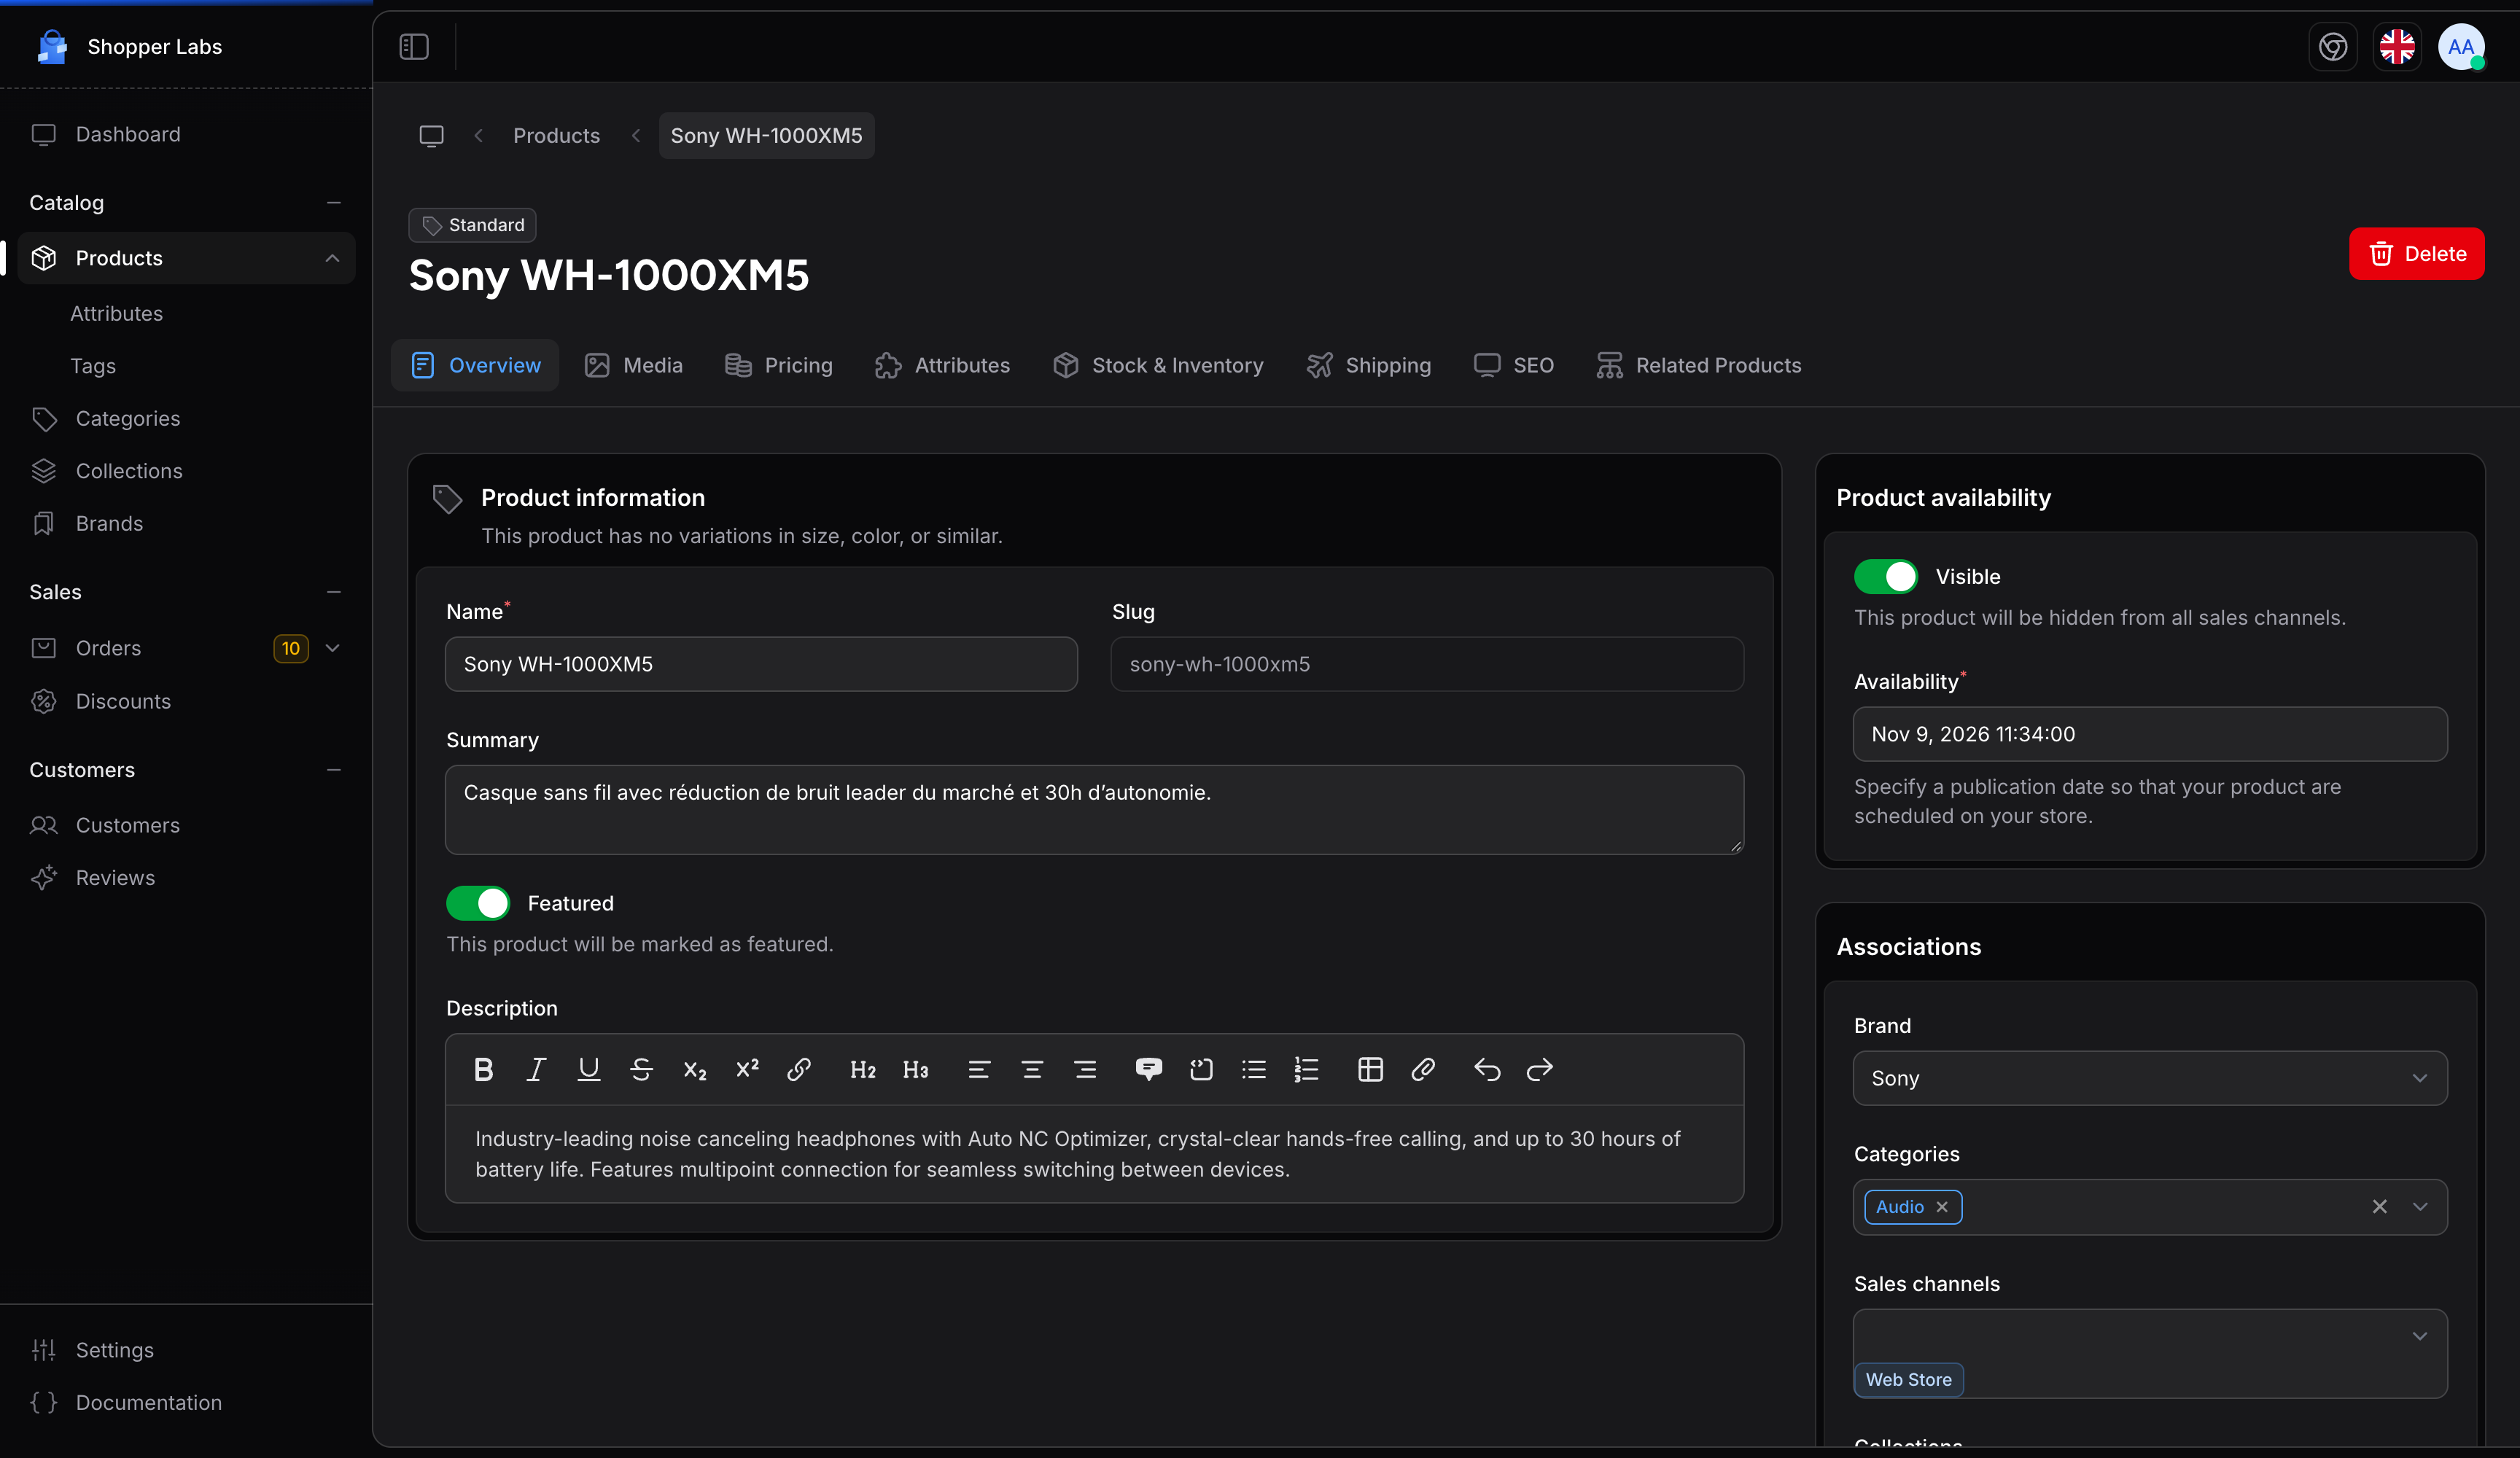 Shopper Labs
AA
Dashboard
Catalog
Products
Attributes
Tags
Categories
Collections
Brands
Sales
Orders
10
Discounts
Customers
Customers
Reviews
Settings
Documentation
Products
Sony WH-1000XM5
Standard
Sony WH-1000XM5
Delete
Overview
Media
Pricing
Attributes
Stock & Inventory
Shipping
SEO
Related Products
Product information
This product has no variations in size, color, or similar.
Name*
Slug
Sony WH-1000XM5
sony-wh-1000xm5
Summary
Casque sans fil avec réduction de bruit leader du marché et 30h d’autonomie.
Featured
This product will be marked as featured.
Description
B I U S x₂ x² H2 H3
Industry-leading noise canceling headphones with Auto NC Optimizer, crystal-clear hands-free calling, and up to 30 hours of
battery life. Features multipoint connection for seamless switching between devices.
Product availability
Visible
This product will be hidden from all sales channels.
Availability*
Nov 9, 2026 11:34:00
Specify a publication date so that your product are
scheduled on your store.
Associations
Brand
Sony
Categories
Audio
Sales channels
Web Store
Collections